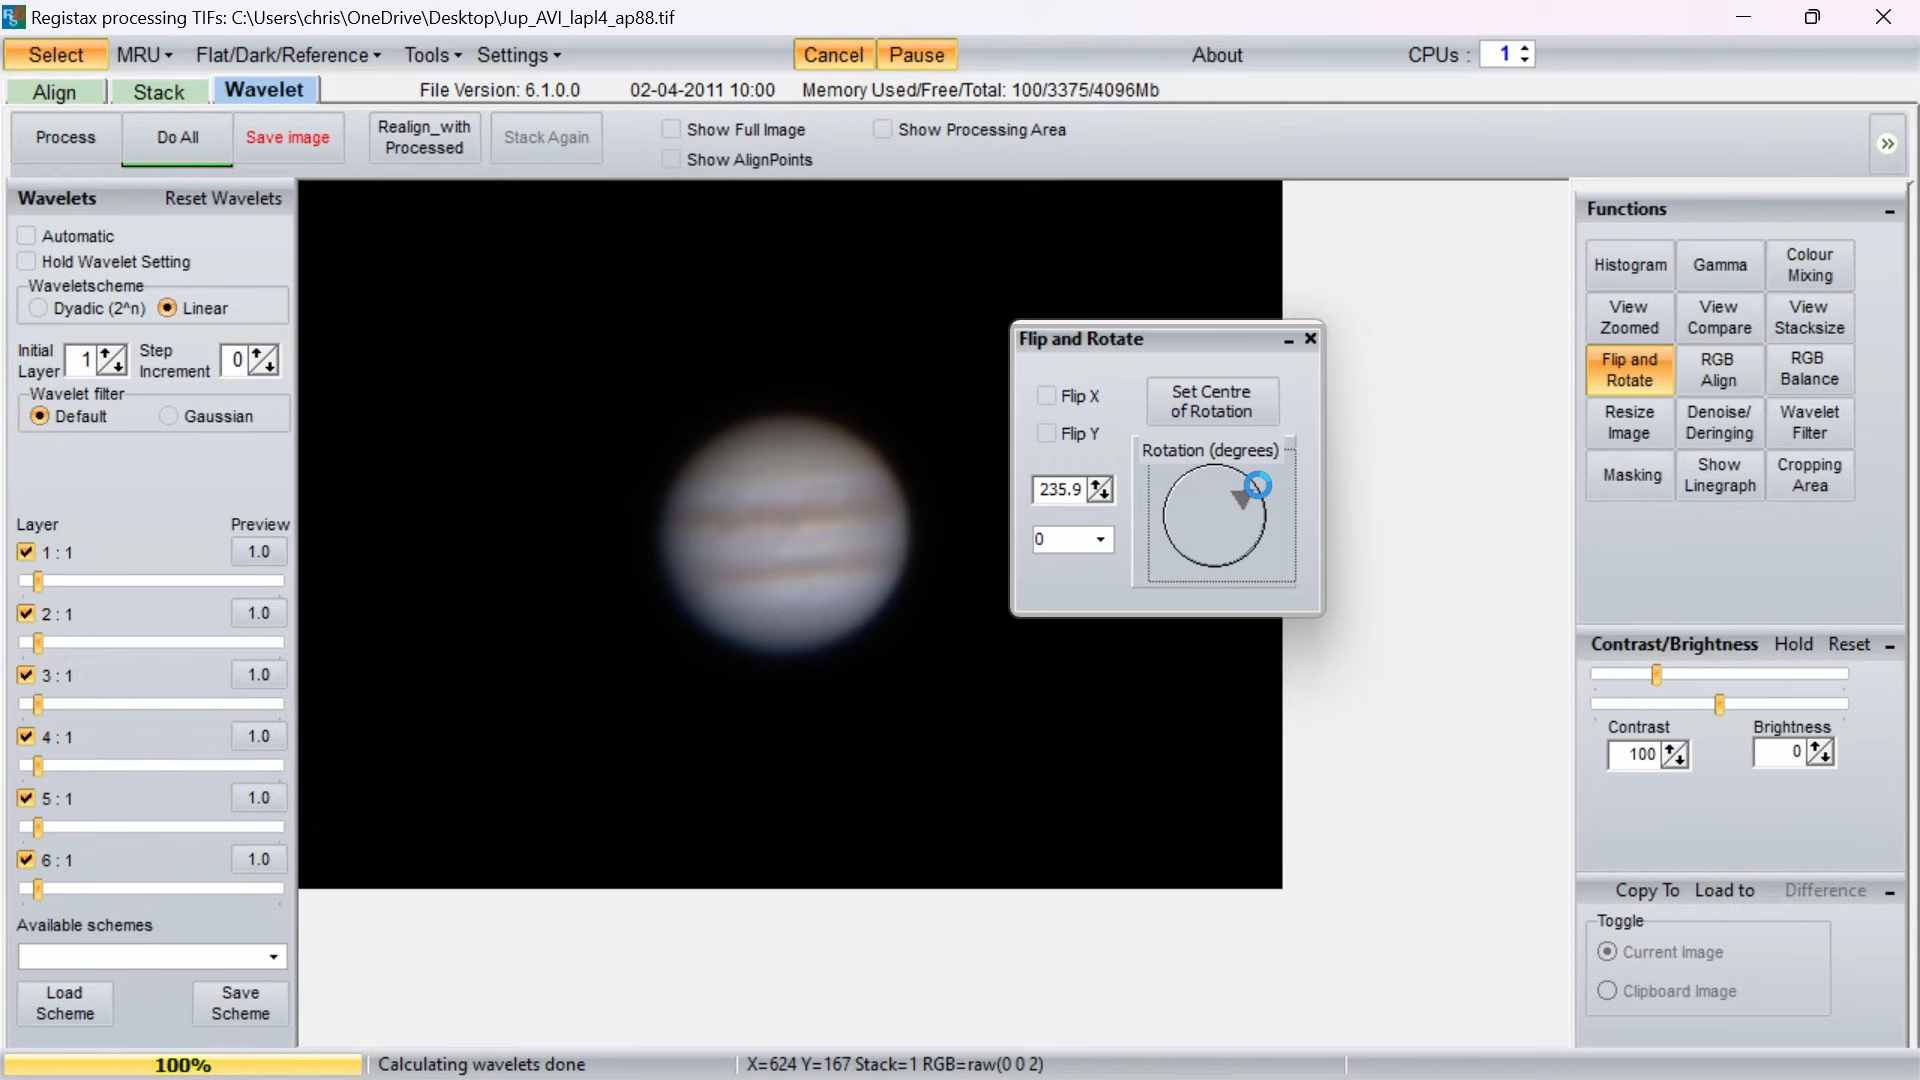 Registax processing TIFs: C:\Users\chris\OneDrive\Desktop\Jup_AVI_lapl4_ap88.tif
Select MRU Flat/Dark/Reference Tools Settings Cancel Pause About CPUs : 1
Align Stack Wavelet File Version: 6.1.0.0 02-04-2011 10:00 Memory Used/Free/Total: 100/3375/4096Mb
Process Do All Save image Realign_with Processed Stack Again
Show Full Image Show Processing Area
Show AlignPoints
Wavelets Reset Wavelets
Automatic
Hold Wavelet Setting
Waveletscheme
Dyadic (2^n) Linear
Initial Layer 1 Step Increment 0
Wavelet filter
Default Gaussian
Layer Preview
1 : 1 1.0
2 : 1 1.0
3 : 1 1.0
4 : 1 1.0
5 : 1 1.0
6 : 1 1.0
Available schemes
Load Scheme
Save Scheme
Flip and Rotate
Flip X
Flip Y
Set Centre of Rotation
Rotation (degrees)
235.9
0
Functions
Histogram Gamma Colour Mixing
View Zoomed View Compare View Stacksize
Flip and Rotate RGB Align RGB Balance
Resize Image Denoise/ Deringing Wavelet Filter
Masking Show Linegraph Cropping Area
Contrast/Brightness Hold Reset
Contrast Brightness
100 0
Copy To Load to Difference
Toggle
Current Image
Clipboard Image
100% Calculating wavelets done X=624 Y=167 Stack=1 RGB=raw(0 0 2)